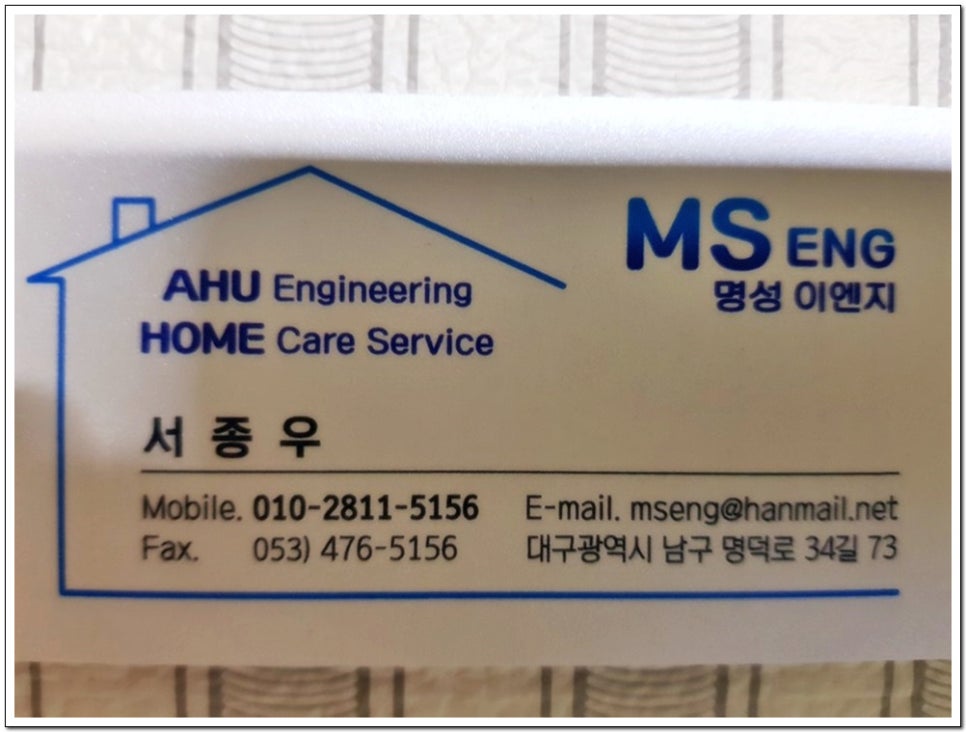 MS ENG
명성 이엔지
AHU Engineering
HOME Care Service
서 종 우
Mobile. 010-2811-5156
Fax. 053) 476-5156
E-mail. mseng@hanmail.net
대구광역시 남구 명덕로 34길 73